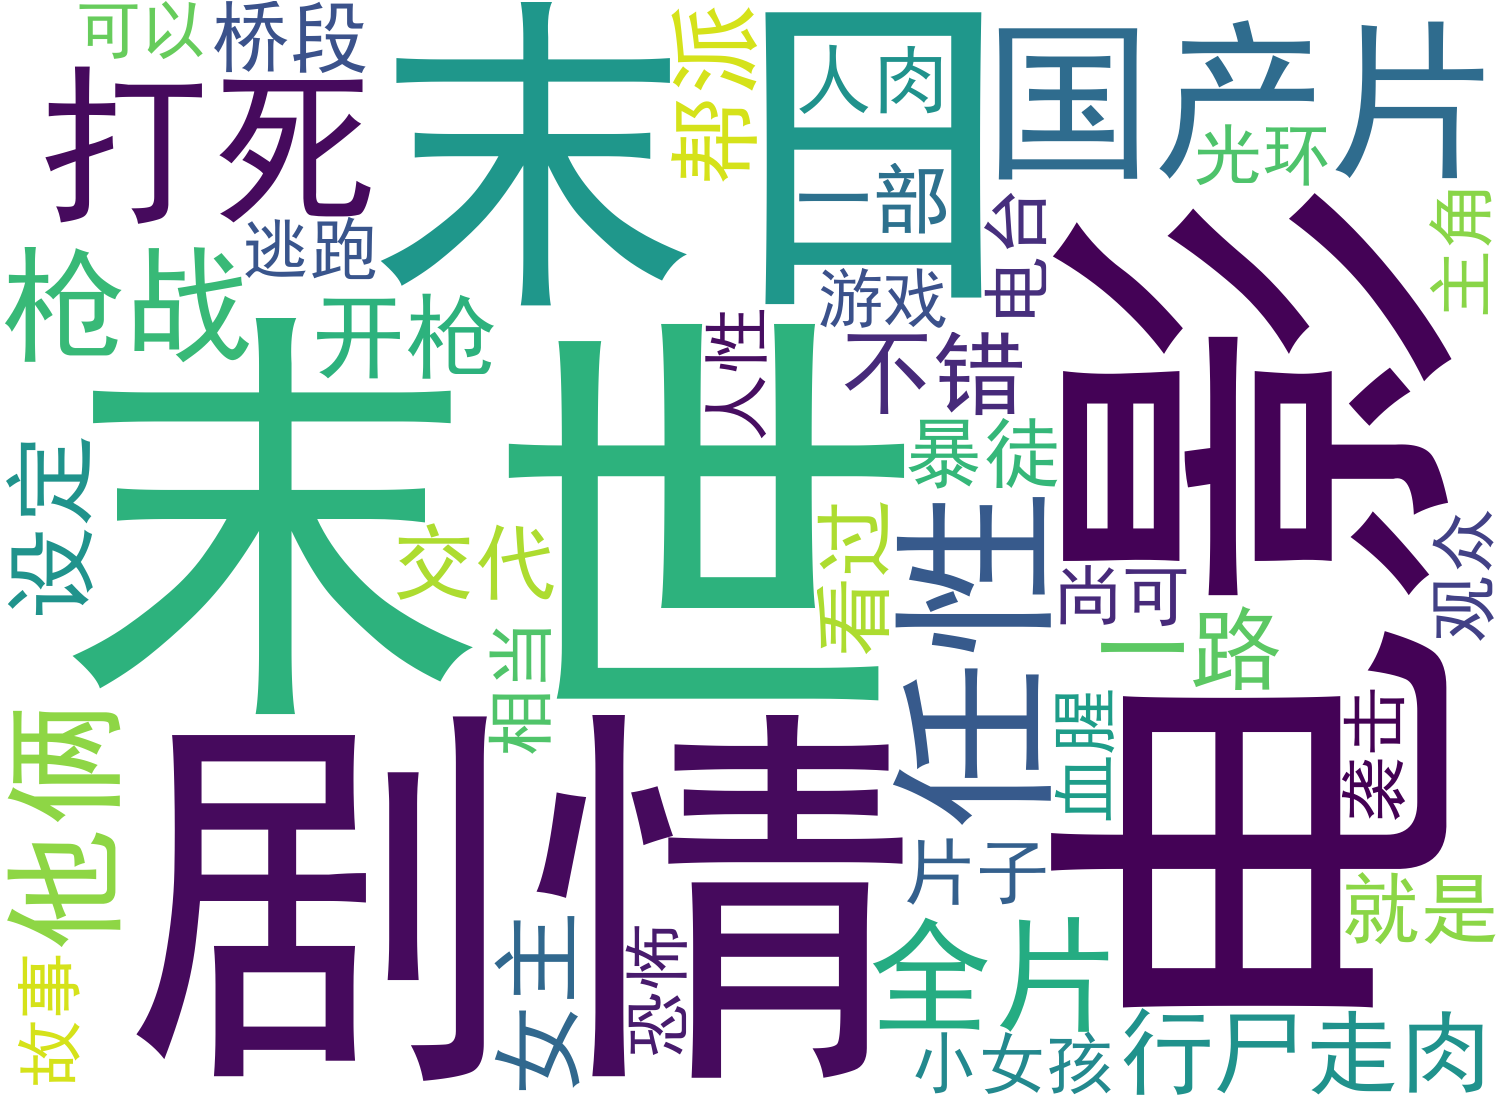 可以
桥段
打死
末日
帮派
人肉
一部
国产片
光环
主角
电台
逃跑
枪战
开枪
游戏
不错
人性
电影
末世
暴徒
设定
交代
看过
任性
尚可
观众
一路
相当
血腥
袭击
他俩
剧情
片子
就是
女主
恐怖
全片
故事
小女孩
行尸走肉